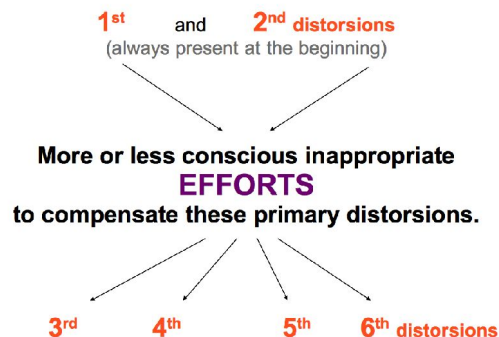 1st and 2nd distorsions
(always present at the beginning)
More or less conscious inappropriate
EFFORTS
to compensate these primary distorsions.
3rd 4th 5th 6th distorsions